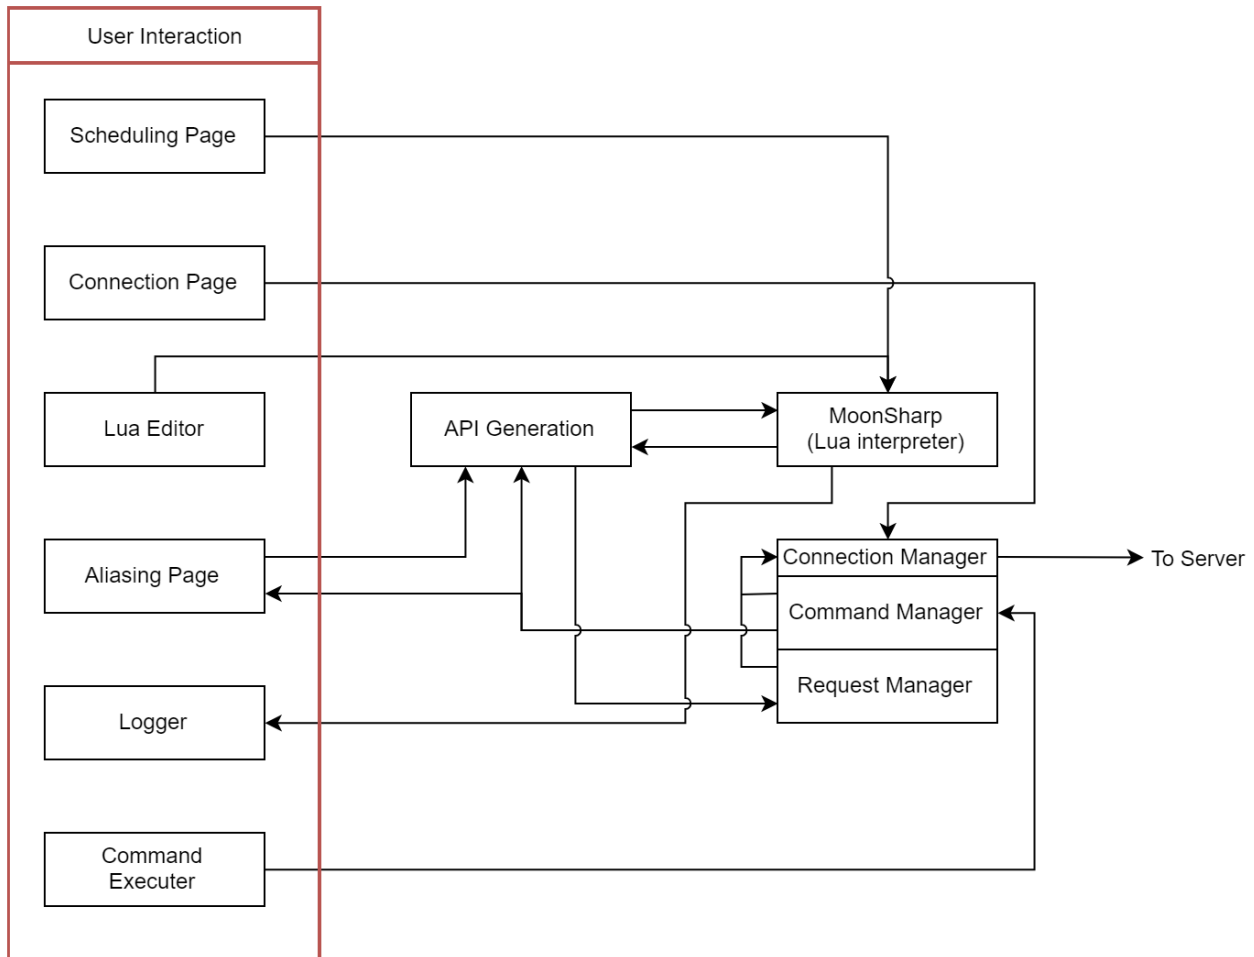 User Interaction
Scheduling Page
Connection Page
Lua Editor
API Generation
MoonSharp
(Lua interpreter)
Aliasing Page
Connection Manager
To Server
Command Manager
Request Manager
Logger
Command
Executer